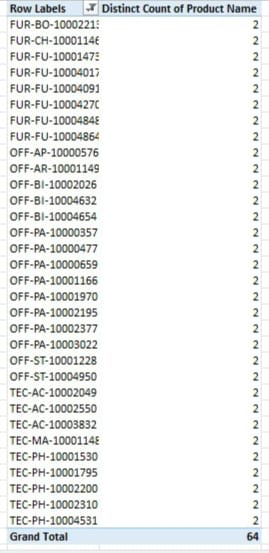 Row Labels Distinct Count of Product Name
FUR-BO-10002213 2
FUR-CH-10001146 2
FUR-FU-10001473 2
FUR-FU-10004017 2
FUR-FU-10004091 2
FUR-FU-10004270 2
FUR-FU-10004848 2
FUR-FU-10004864 2
OFF-AP-10000576 2
OFF-AR-10001149 2
OFF-BI-10002026 2
OFF-BI-10004632 2
OFF-BI-10004654 2
OFF-PA-10000357 2
OFF-PA-10000477 2
OFF-PA-10000659 2
OFF-PA-10001166 2
OFF-PA-10001970 2
OFF-PA-10002195 2
OFF-PA-10002377 2
OFF-PA-10003022 2
OFF-ST-10001228 2
OFF-ST-10004950 2
TEC-AC-10002049 2
TEC-AC-10002550 2
TEC-AC-10003832 2
TEC-MA-10001148 2
TEC-PH-10001530 2
TEC-PH-10001795 2
TEC-PH-10002200 2
TEC-PH-10002310 2
TEC-PH-10004531 2
Grand Total 64